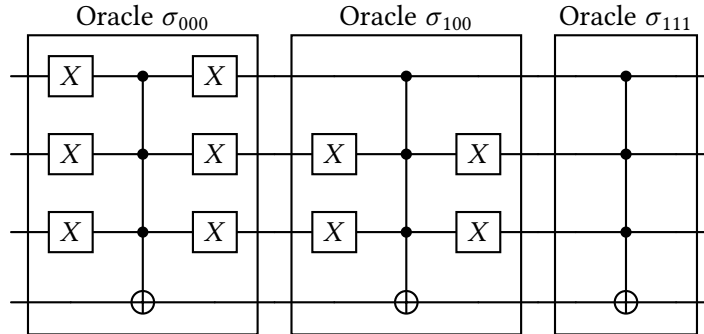 Oracle σ₀₀₀ Oracle σ₁₀₀ Oracle σ₁₁₁
X X
X X X X
X X X X